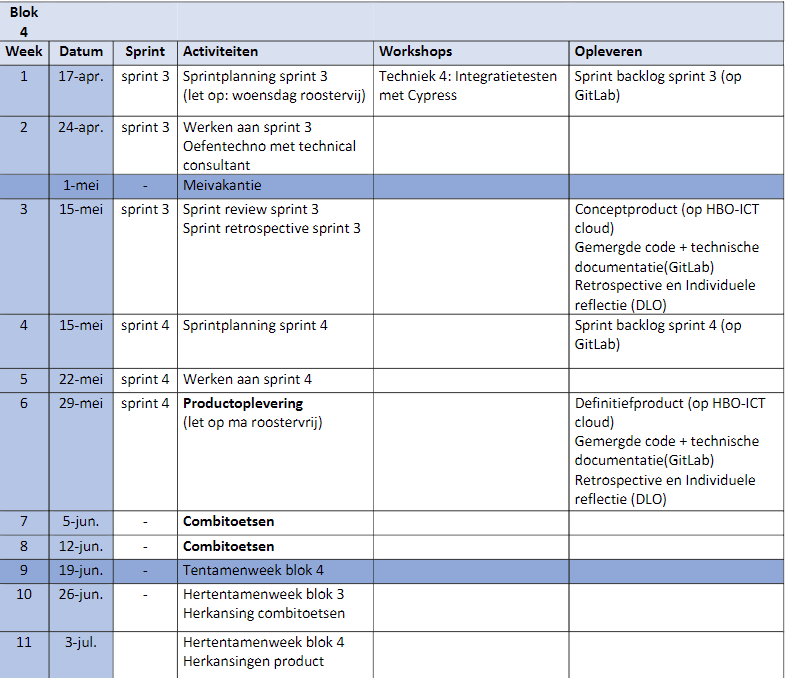 Blok
4
Week Datum Sprint Activiteiten Workshops Opleveren
1 17-apr. sprint 3 Sprintplanning sprint 3 Techniek 4: Integratietesten Sprint backlog sprint 3 (op
(let op: woensdag roostervij) met Cypress GitLab)
2 24-apr. sprint 3 Werken aan sprint 3
Oefentechno met technical
consultant
1-mei - Meivakantie
3 15-mei sprint 3 Sprint review sprint 3 Conceptproduct (op HBO-ICT
Sprint retrospective sprint 3 cloud)
Gemergde code + technische
documentatie(GitLab)
Retrospective en Individuele
reflectie (DLO)
4 15-mei sprint 4 Sprintplanning sprint 4 Sprint backlog sprint 4 (op
GitLab)
5 22-mei sprint 4 Werken aan sprint 4
6 29-mei sprint 4 Productoplevering Definitiefproduct (op HBO-ICT
(let op ma roostervrij) cloud)
Gemergde code + technische
documentatie(GitLab)
Retrospective en Individuele
reflectie (DLO)
7 5-jun. - Combitoetsen
8 12-jun. - Combitoetsen
9 19-jun. - Tentamenweek blok 4
10 26-jun. - Hertentamenweek blok 3
Herkansing combitoetsen
11 3-jul. Hertentamenweek blok 4
Herkansingen product